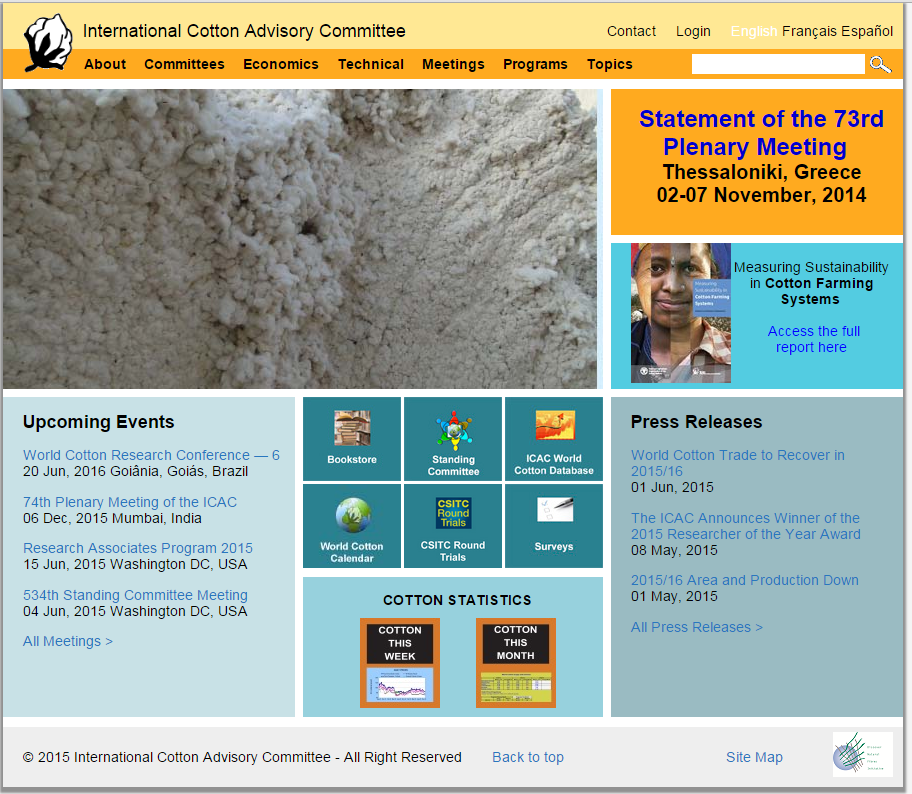 International Cotton Advisory Committee
Contact Login English Français Español
About Committees Economics Technical Meetings Programs Topics
Statement of the 73rd
Plenary Meeting
Thessaloniki, Greece
02-07 November, 2014
Measuring
Sustainability in
Cotton Farming
Systems
Measuring Sustainability
in Cotton Farming
Systems
Access the full
report here
Upcoming Events
World Cotton Research Conference — 6
20 Jun, 2016 Goiânia, Goiás, Brazil
74th Plenary Meeting of the ICAC
06 Dec, 2015 Mumbai, India
Research Associates Program 2015
15 Jun, 2015 Washington DC, USA
534th Standing Committee Meeting
04 Jun, 2015 Washington DC, USA
All Meetings >
Bookstore
Standing
Committee
ICAC World
Cotton Database
World Cotton
Calendar
CSITC
Round
Trials
CSITC Round
Trials
Surveys
COTTON STATISTICS
COTTON
THIS
WEEK
COTTON
THIS
MONTH
Press Releases
World Cotton Trade to Recover in
2015/16
01 Jun, 2015
The ICAC Announces Winner of the
2015 Researcher of the Year Award
08 May, 2015
2015/16 Area and Production Down
01 May, 2015
All Press Releases >
© 2015 International Cotton Advisory Committee - All Right Reserved
Back to top
Site Map